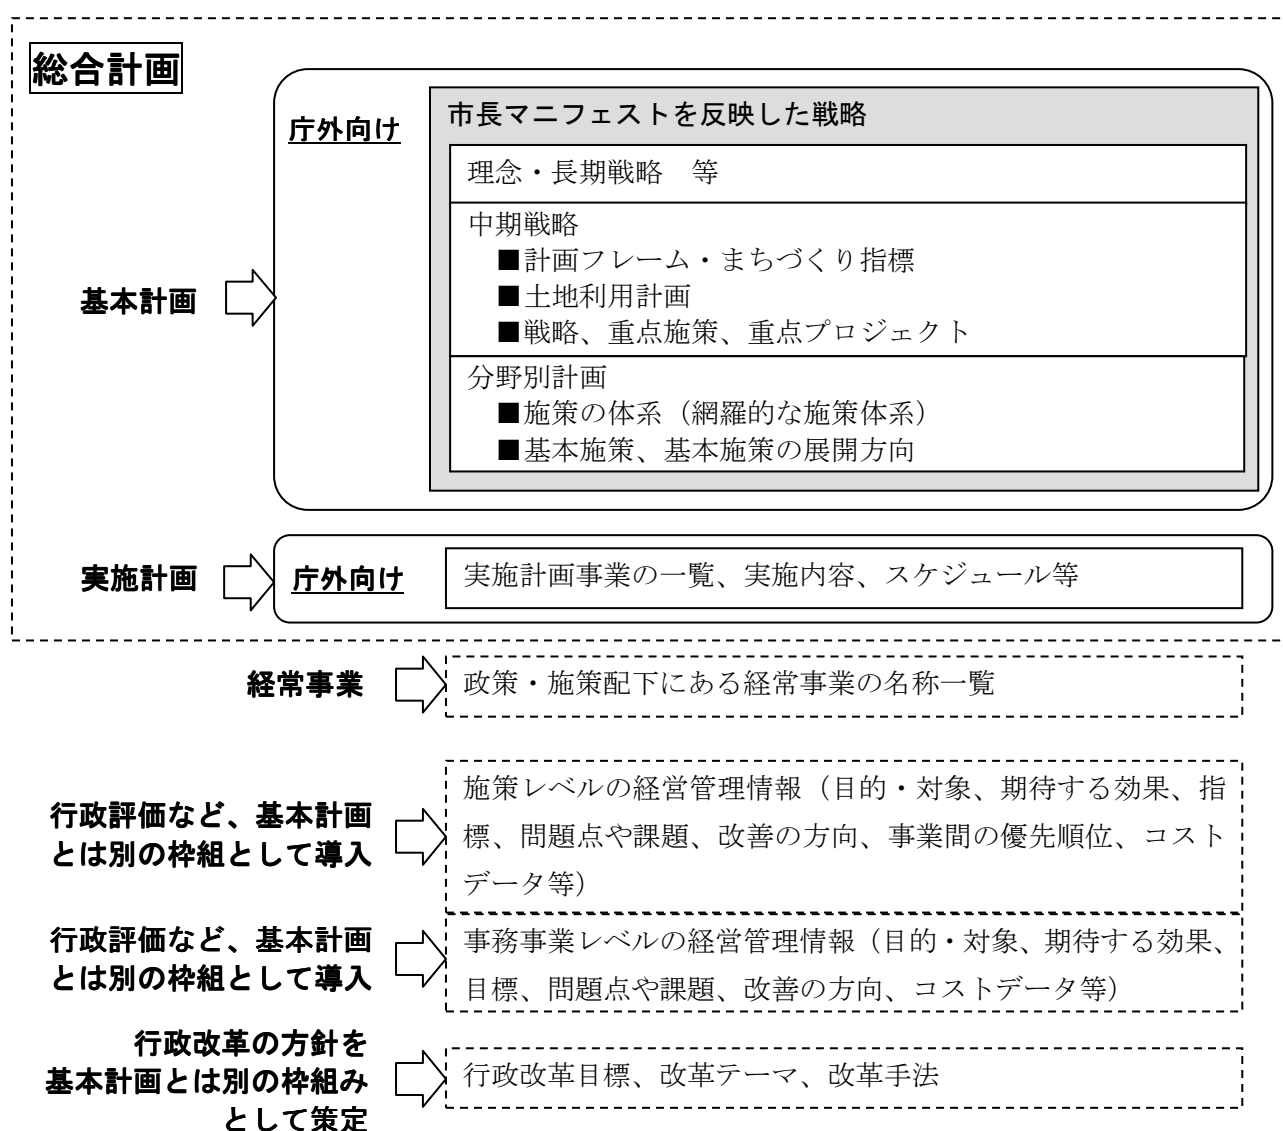 総合計画
庁外向け
市長マニフェストを反映した戦略
理念・長期戦略　等
中期戦略
■計画フレーム・まちづくり指標
■土地利用計画
■戦略、重点施策、重点プロジェクト
基本計画
分野別計画
■施策の体系（網羅的な施策体系）
■基本施策、基本施策の展開方向
実施計画
庁外向け
実施計画事業の一覧、実施内容、スケジュール等
経常事業
政策・施策配下にある経常事業の名称一覧
行政評価など、基本計画
とは別の枠組として導入
施策レベルの経営管理情報（目的・対象、期待する効果、指
標、問題点や課題、改善の方向、事業間の優先順位、コスト
データ等）
行政評価など、基本計画
とは別の枠組として導入
事務事業レベルの経営管理情報（目的・対象、期待する効果、
目標、問題点や課題、改善の方向、コストデータ等）
行政改革の方針を
基本計画とは別の枠組み
として策定
行政改革目標、改革テーマ、改革手法